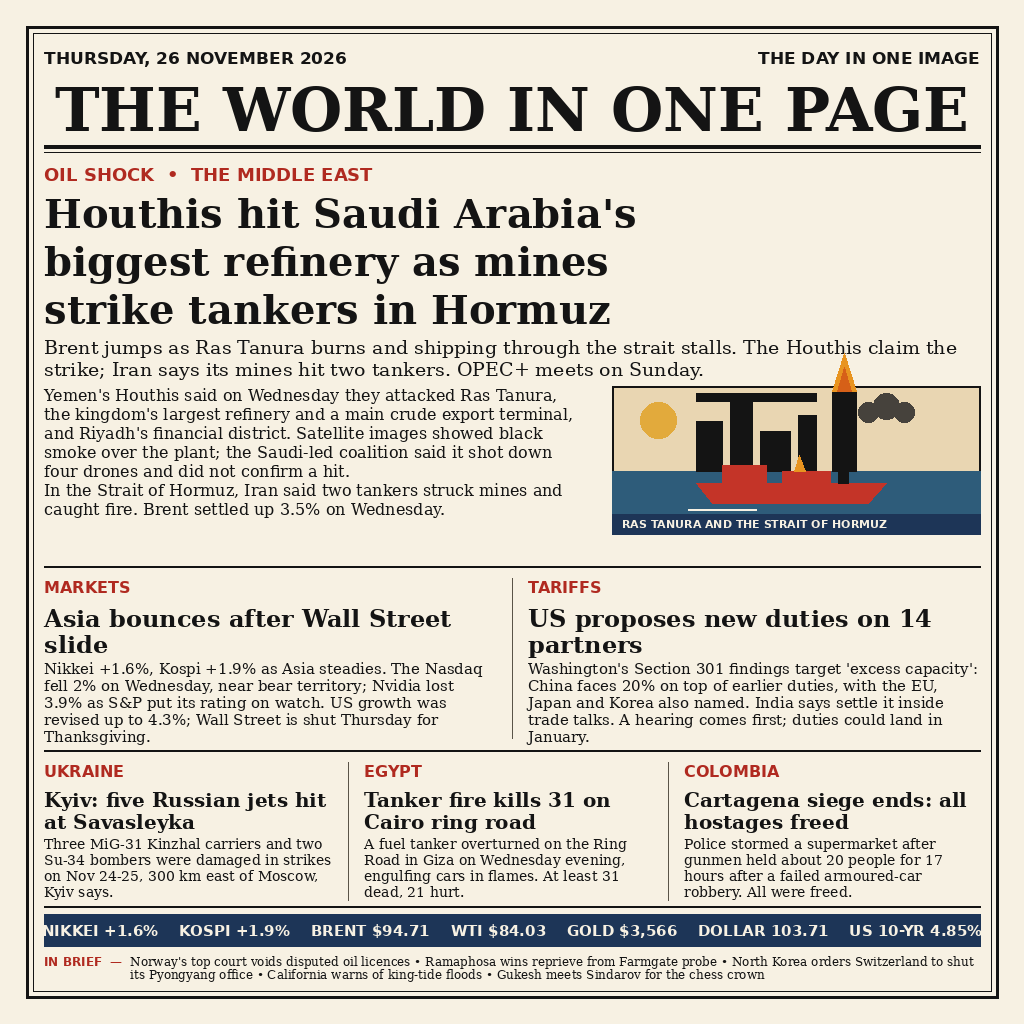 THURSDAY, 26 NOVEMBER 2026
THE DAY IN ONE IMAGE
THE WORLD IN ONE PAGE
OIL SHOCK • THE MIDDLE EAST
Houthis hit Saudi Arabia's
biggest refinery as mines
strike tankers in Hormuz
Brent jumps as Ras Tanura burns and shipping through the strait stalls. The Houthis claim the
strike; Iran says its mines hit two tankers. OPEC+ meets on Sunday.
Yemen's Houthis said on Wednesday they attacked Ras Tanura,
the kingdom's largest refinery and a main crude export terminal,
and Riyadh's financial district. Satellite images showed black
smoke over the plant; the Saudi-led coalition said it shot down
four drones and did not confirm a hit.
In the Strait of Hormuz, Iran said two tankers struck mines and
caught fire. Brent settled up 3.5% on Wednesday.
RAS TANURA AND THE STRAIT OF HORMUZ
MARKETS
Asia bounces after Wall Street
slide
Nikkei +1.6%, Kospi +1.9% as Asia steadies. The Nasdaq
fell 2% on Wednesday, near bear territory; Nvidia lost
3.9% as S&P put its rating on watch. US growth was
revised up to 4.3%; Wall Street is shut Thursday for
Thanksgiving.
TARIFFS
US proposes new duties on 14
partners
Washington's Section 301 findings target 'excess capacity':
China faces 20% on top of earlier duties, with the EU,
Japan and Korea also named. India says settle it inside
trade talks. A hearing comes first; duties could land in
January.
UKRAINE
Kyiv: five Russian jets hit
at Savasleyka
Three MiG-31 Kinzhal carriers and two
Su-34 bombers were damaged in strikes
on Nov 24-25, 300 km east of Moscow,
Kyiv says.
EGYPT
Tanker fire kills 31 on
Cairo ring road
A fuel tanker overturned on the Ring
Road in Giza on Wednesday evening,
engulfing cars in flames. At least 31
dead, 21 hurt.
COLOMBIA
Cartagena siege ends: all
hostages freed
Police stormed a supermarket after
gunmen held about 20 people for 17
hours after a failed armoured-car
robbery. All were freed.
NIKKEI +1.6% KOSPI +1.9% BRENT $94.71 WTI $84.03 GOLD $3,566 DOLLAR 103.71 US 10-YR 4.85%
IN BRIEF — Norway's top court voids disputed oil licences • Ramaphosa wins reprieve from Farmgate probe • North Korea orders Switzerland to shut
its Pyongyang office • California warns of king-tide floods • Gukesh meets Sindarov for the chess crown